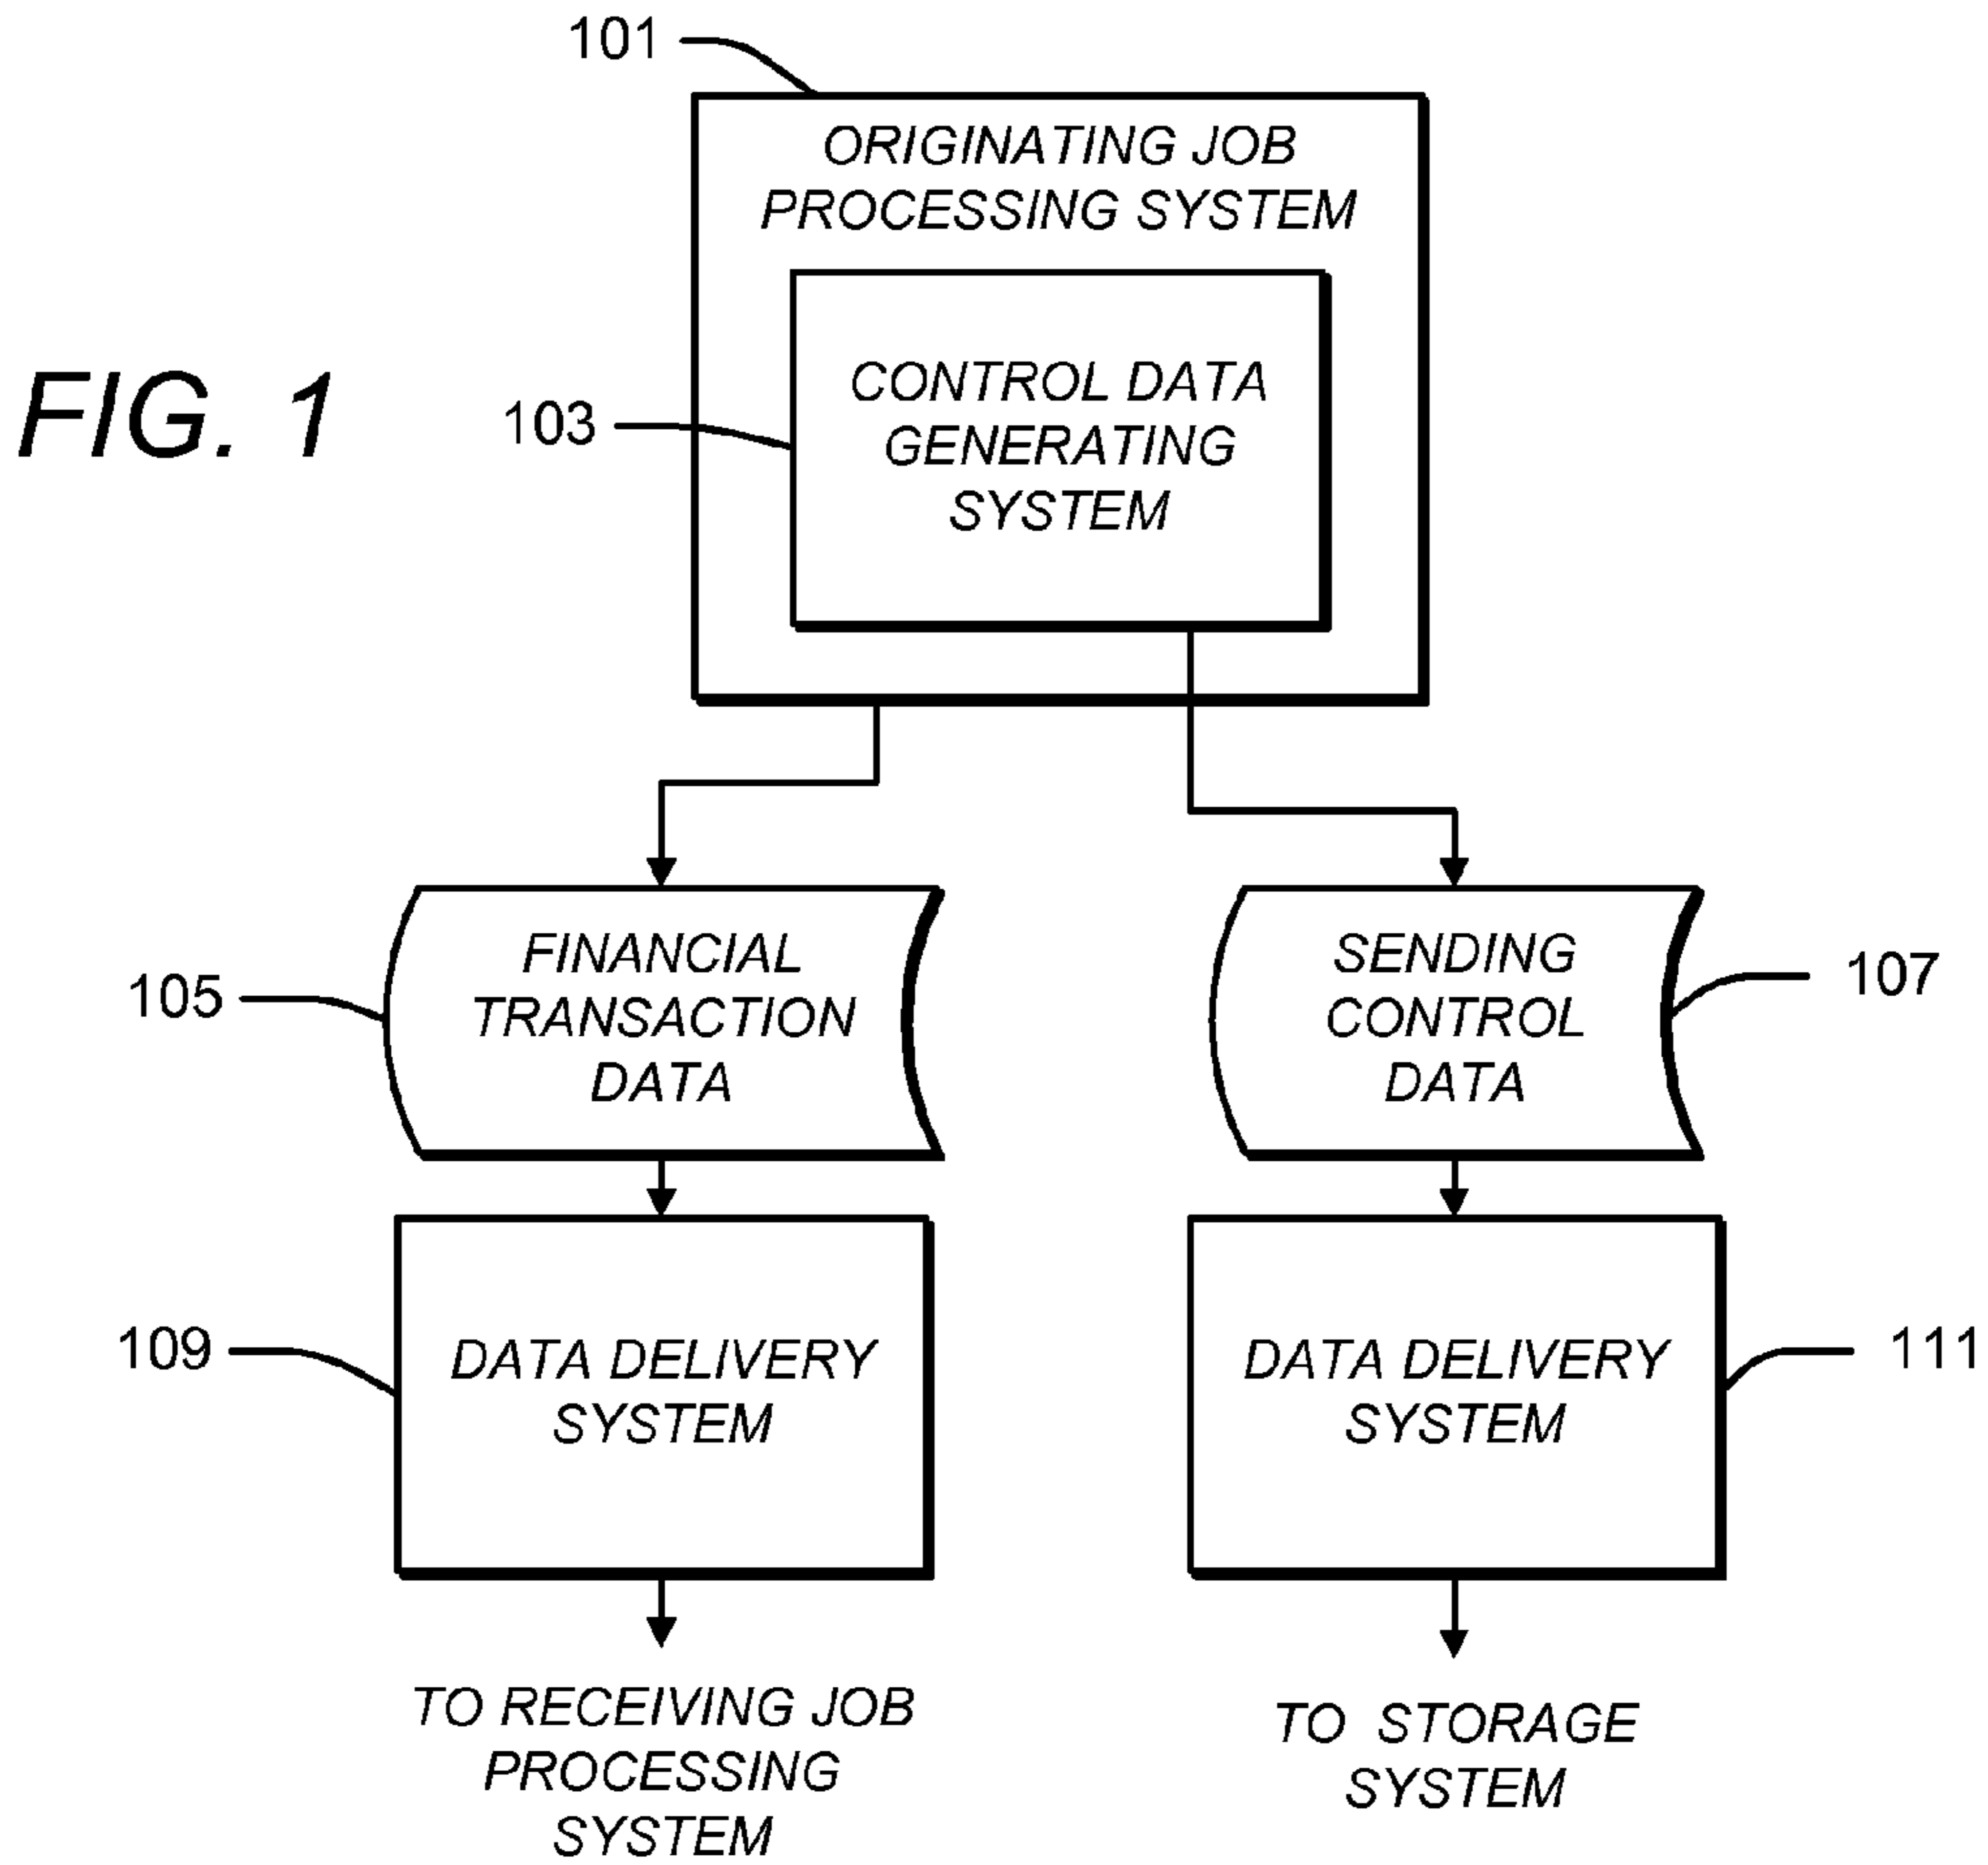 101
ORIGINATING JOB
PROCESSING SYSTEM
FIG. 1
103
CONTROL DATA
GENERATING
SYSTEM
105
FINANCIAL
TRANSACTION
DATA
SENDING
CONTROL
DATA
107
109
DATA DELIVERY
SYSTEM
DATA DELIVERY
SYSTEM
111
TO RECEIVING JOB
PROCESSING
SYSTEM
TO STORAGE
SYSTEM